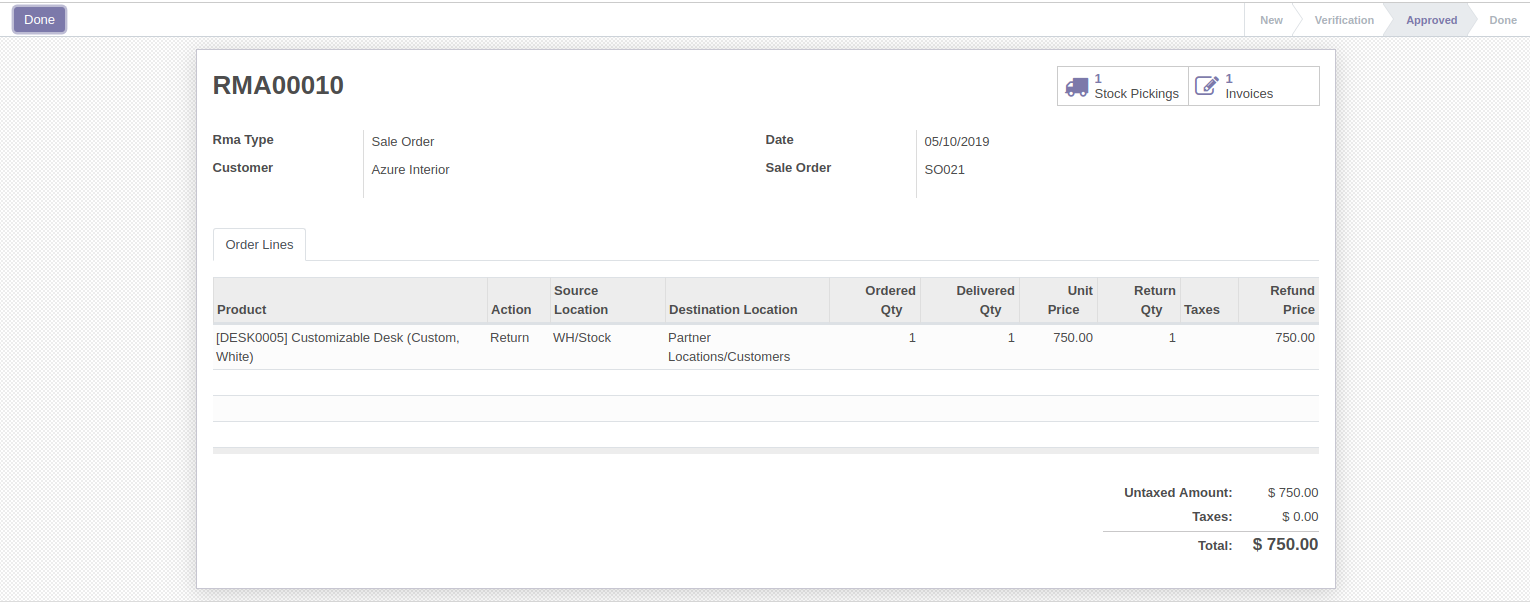 Done
New Verification Approved Done
RMA00010
1
Stock Pickings
1
Invoices
Rma Type Sale Order
Date 05/10/2019
Customer Azure Interior
Sale Order SO021
Order Lines
Product Action Source Location Destination Location Ordered Qty Delivered Qty Unit Price Return Qty Taxes Refund Price
[DESK0005] Customizable Desk (Custom, White) Return WH/Stock Partner Locations/Customers 1 1 750.00 1 750.00
Untaxed Amount: $ 750.00
Taxes: $ 0.00
Total: $ 750.00